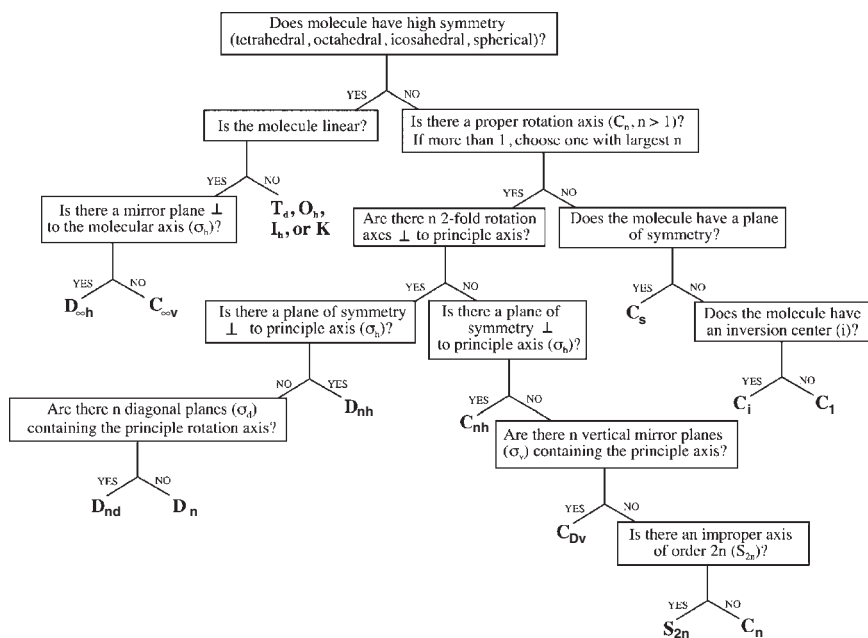 Does molecule have high symmetry
(tetrahedral, octahedral, icosahedral, spherical)?
YES
NO
Is the molecule linear?
Is there a proper rotation axis (Cn, n > 1)?
If more than 1, choose one with largest n
YES
NO
YES
NO
Is there a mirror plane ⊥
to the molecular axis (σh)?
Td, Oh,
Ih, or K
Are there n 2-fold rotation
axes ⊥ to principle axis?
Does the molecule have a plane
of symmetry?
YES
NO
YES
NO
YES
NO
D∞h
C∞v
Is there a plane of symmetry
⊥ to principle axis (σh)?
Is there a plane of
symmetry ⊥
to principle axis (σh)?
Cs
Does the molecule have
an inversion center (i)?
NO
YES
YES
NO
YES
NO
Are there n diagonal planes (σd)
containing the principle rotation axis?
Dnh
Cnh
Ci
C1
Are there n vertical mirror planes
(σv) containing the principle axis?
YES
NO
YES
NO
Dnd
Dn
CDv
Is there an improper axis
of order 2n (S2n)?
YES
NO
S2n
Cn